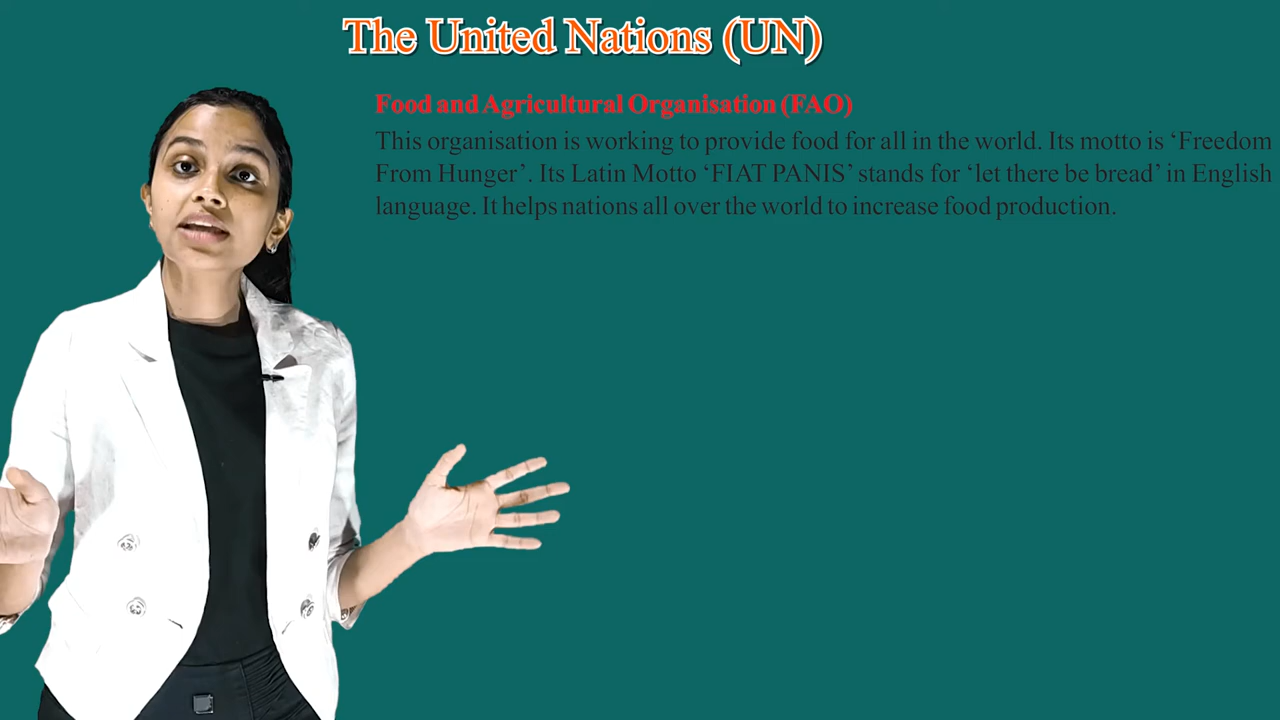 The United Nations (UN)
Food and Agricultural Organisation (FAO)
This organisation is working to provide food for all in the world. Its motto is ‘Freedom
From Hunger’. Its Latin Motto ‘FIAT PANIS’ stands for ‘let there be bread’ in English
language. It helps nations all over the world to increase food production.